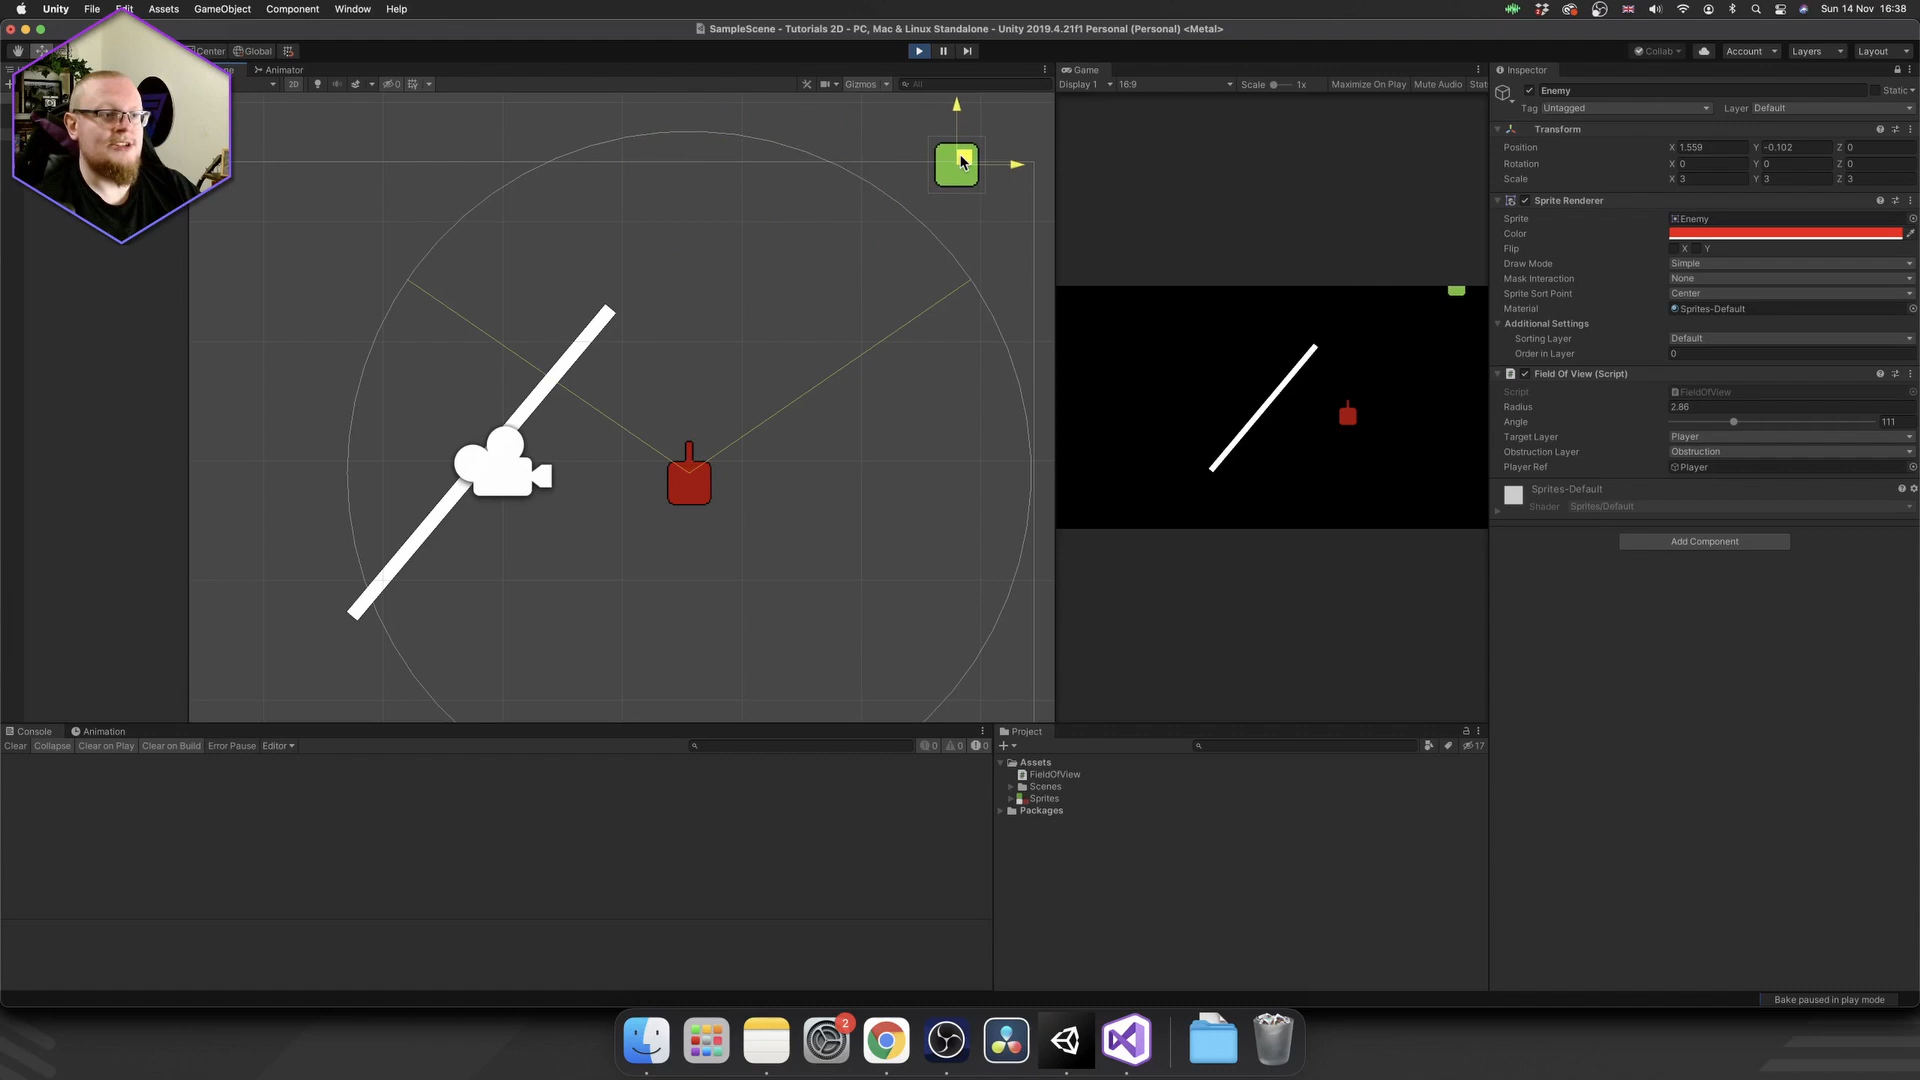 Unity File Edit Assets GameObject Component Window Help Sun 14 Nov 16:38
SampleScene - Tutorials 2D - PC, Mac & Linux Standalone - Unity 2019.4.21f1 Personal (Personal) <Metal>
Center Global Collab Account Layers Layout
Animator Game Inspector
2D 0 Gizmos All Display 1 16:9 Scale 1x Maximize On Play Mute Audio Stat
Enemy Static
Tag Untagged Layer Default
Transform
Position X 1.559 Y -0.102 Z 0
Rotation X 0 Y 0 Z 0
Scale X 3 Y 3 Z 3
Sprite Renderer
Sprite Enemy
Color
Flip X Y
Draw Mode Simple
Mask Interaction None
Sprite Sort Point Center
Material Sprites-Default
Additional Settings
Sorting Layer Default
Order in Layer 0
Field Of View (Script)
Script FieldOfView
Radius 2.86
Angle 111
Target Layer Player
Obstruction Layer Obstruction
Player Ref Player
Sprites-Default
Shader Sprites/Default
Add Component
Console Animation Project
Clear Collapse Clear on Play Clear on Build Error Pause Editor 0 0 0 17
Assets
FieldOfView
Scenes
Sprites
Packages
Bake paused in play mode
2